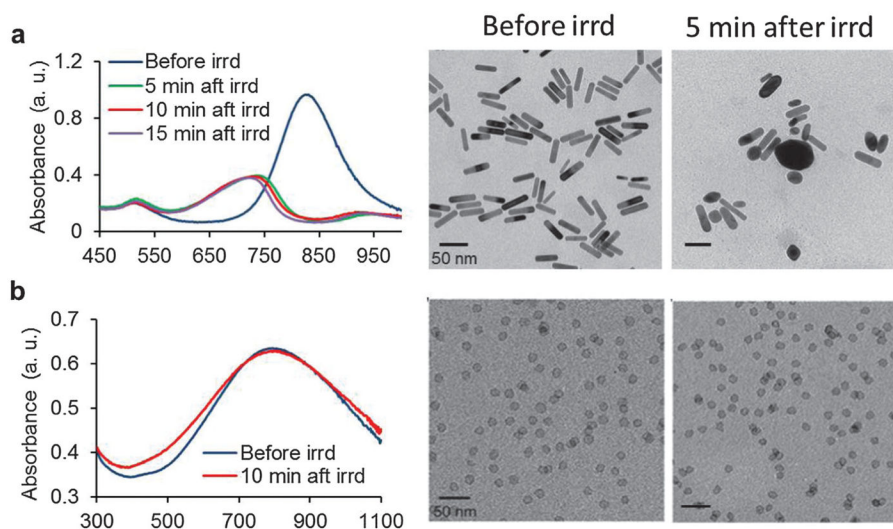 Before irrd
5 min after irrd
a
Absorbance (a. u.)
1.2
0.8
0.4
0
Before irrd
5 min aft irrd
10 min aft irrd
15 min aft irrd
450 550 650 750 850 950
50 nm
b
Absorbance (a. u.)
0.7
0.6
0.5
0.4
0.3
Before irrd
10 min aft irrd
300 500 700 900 1100
50 nm